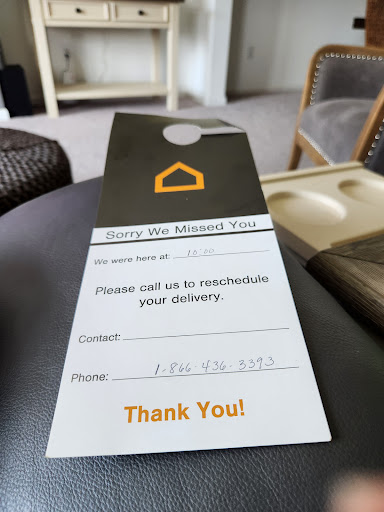 Sorry We Missed You
We were here at: 10:00
Please call us to reschedule
your delivery.
Contact:
Phone: 1-866-436-3393
Thank You!